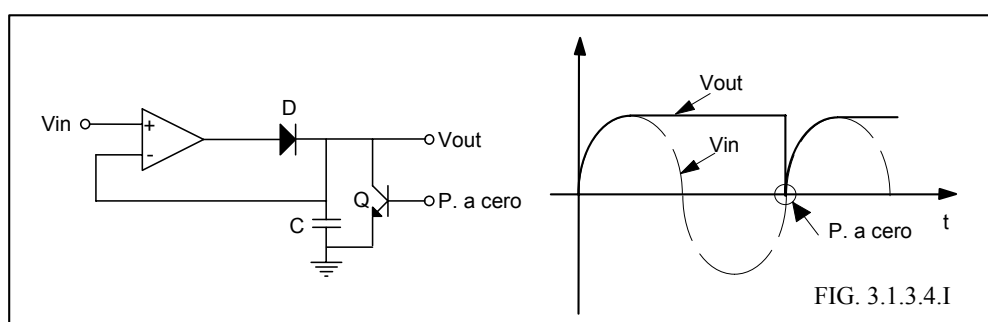 Vin
+
-
D
Vout
Q
P. a cero
C
Vout
Vin
t
P. a cero
FIG. 3.1.3.4.I